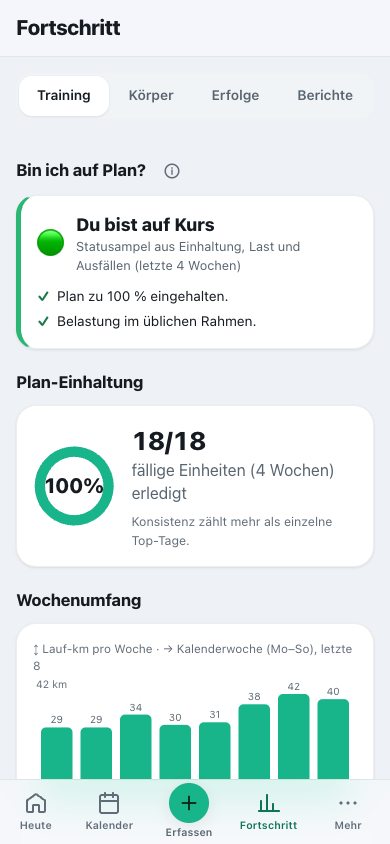 Fortschritt
Training Körper Erfolge Berichte
Bin ich auf Plan?
Du bist auf Kurs
Statusampel aus Einhaltung, Last und
Ausfällen (letzte 4 Wochen)
✓ Plan zu 100 % eingehalten.
✓ Belastung im üblichen Rahmen.
Plan-Einhaltung
100%
18/18
fällige Einheiten (4 Wochen)
erledigt
Konsistenz zählt mehr als einzelne
Top-Tage.
Wochenumfang
↕ Lauf-km pro Woche · → Kalenderwoche (Mo–So), letzte
8
42 km
29 29 34 30 31 38 42 40
Heute Kalender Erfassen Fortschritt Mehr